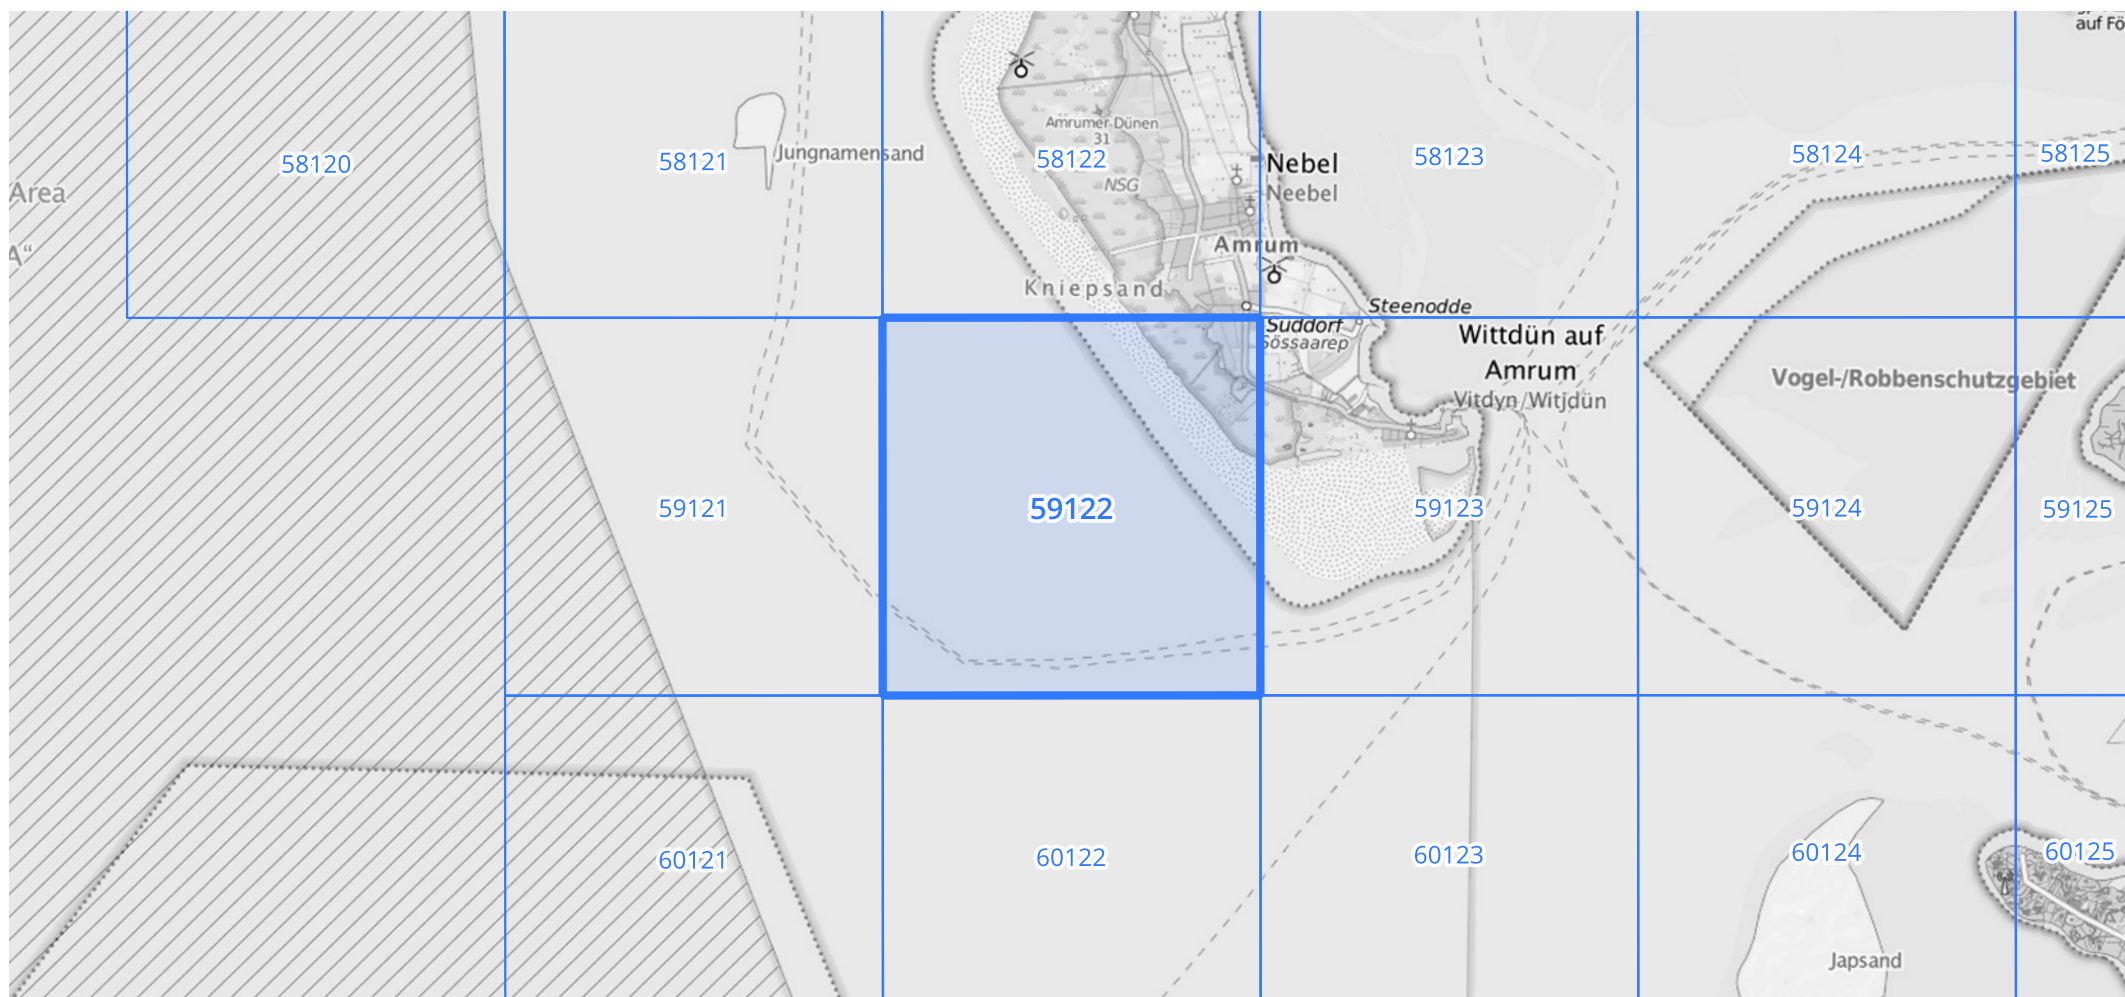 auf Fö
Amrumer Dünen
31
58120
58121
Jungnamensand
58122
Nebel
Neebel
58123
58124
58125
NSG
Area
A“
Amrum
Kniepsand
Steenodde
Suddorf
Sössaarep
Wittdün auf
Amrum
Vitdyn/Witjdün
Vogel-/Robbenschutzgebiet
59121
59122
59123
59124
59125
60121
60122
60123
60124
60125
Japsand